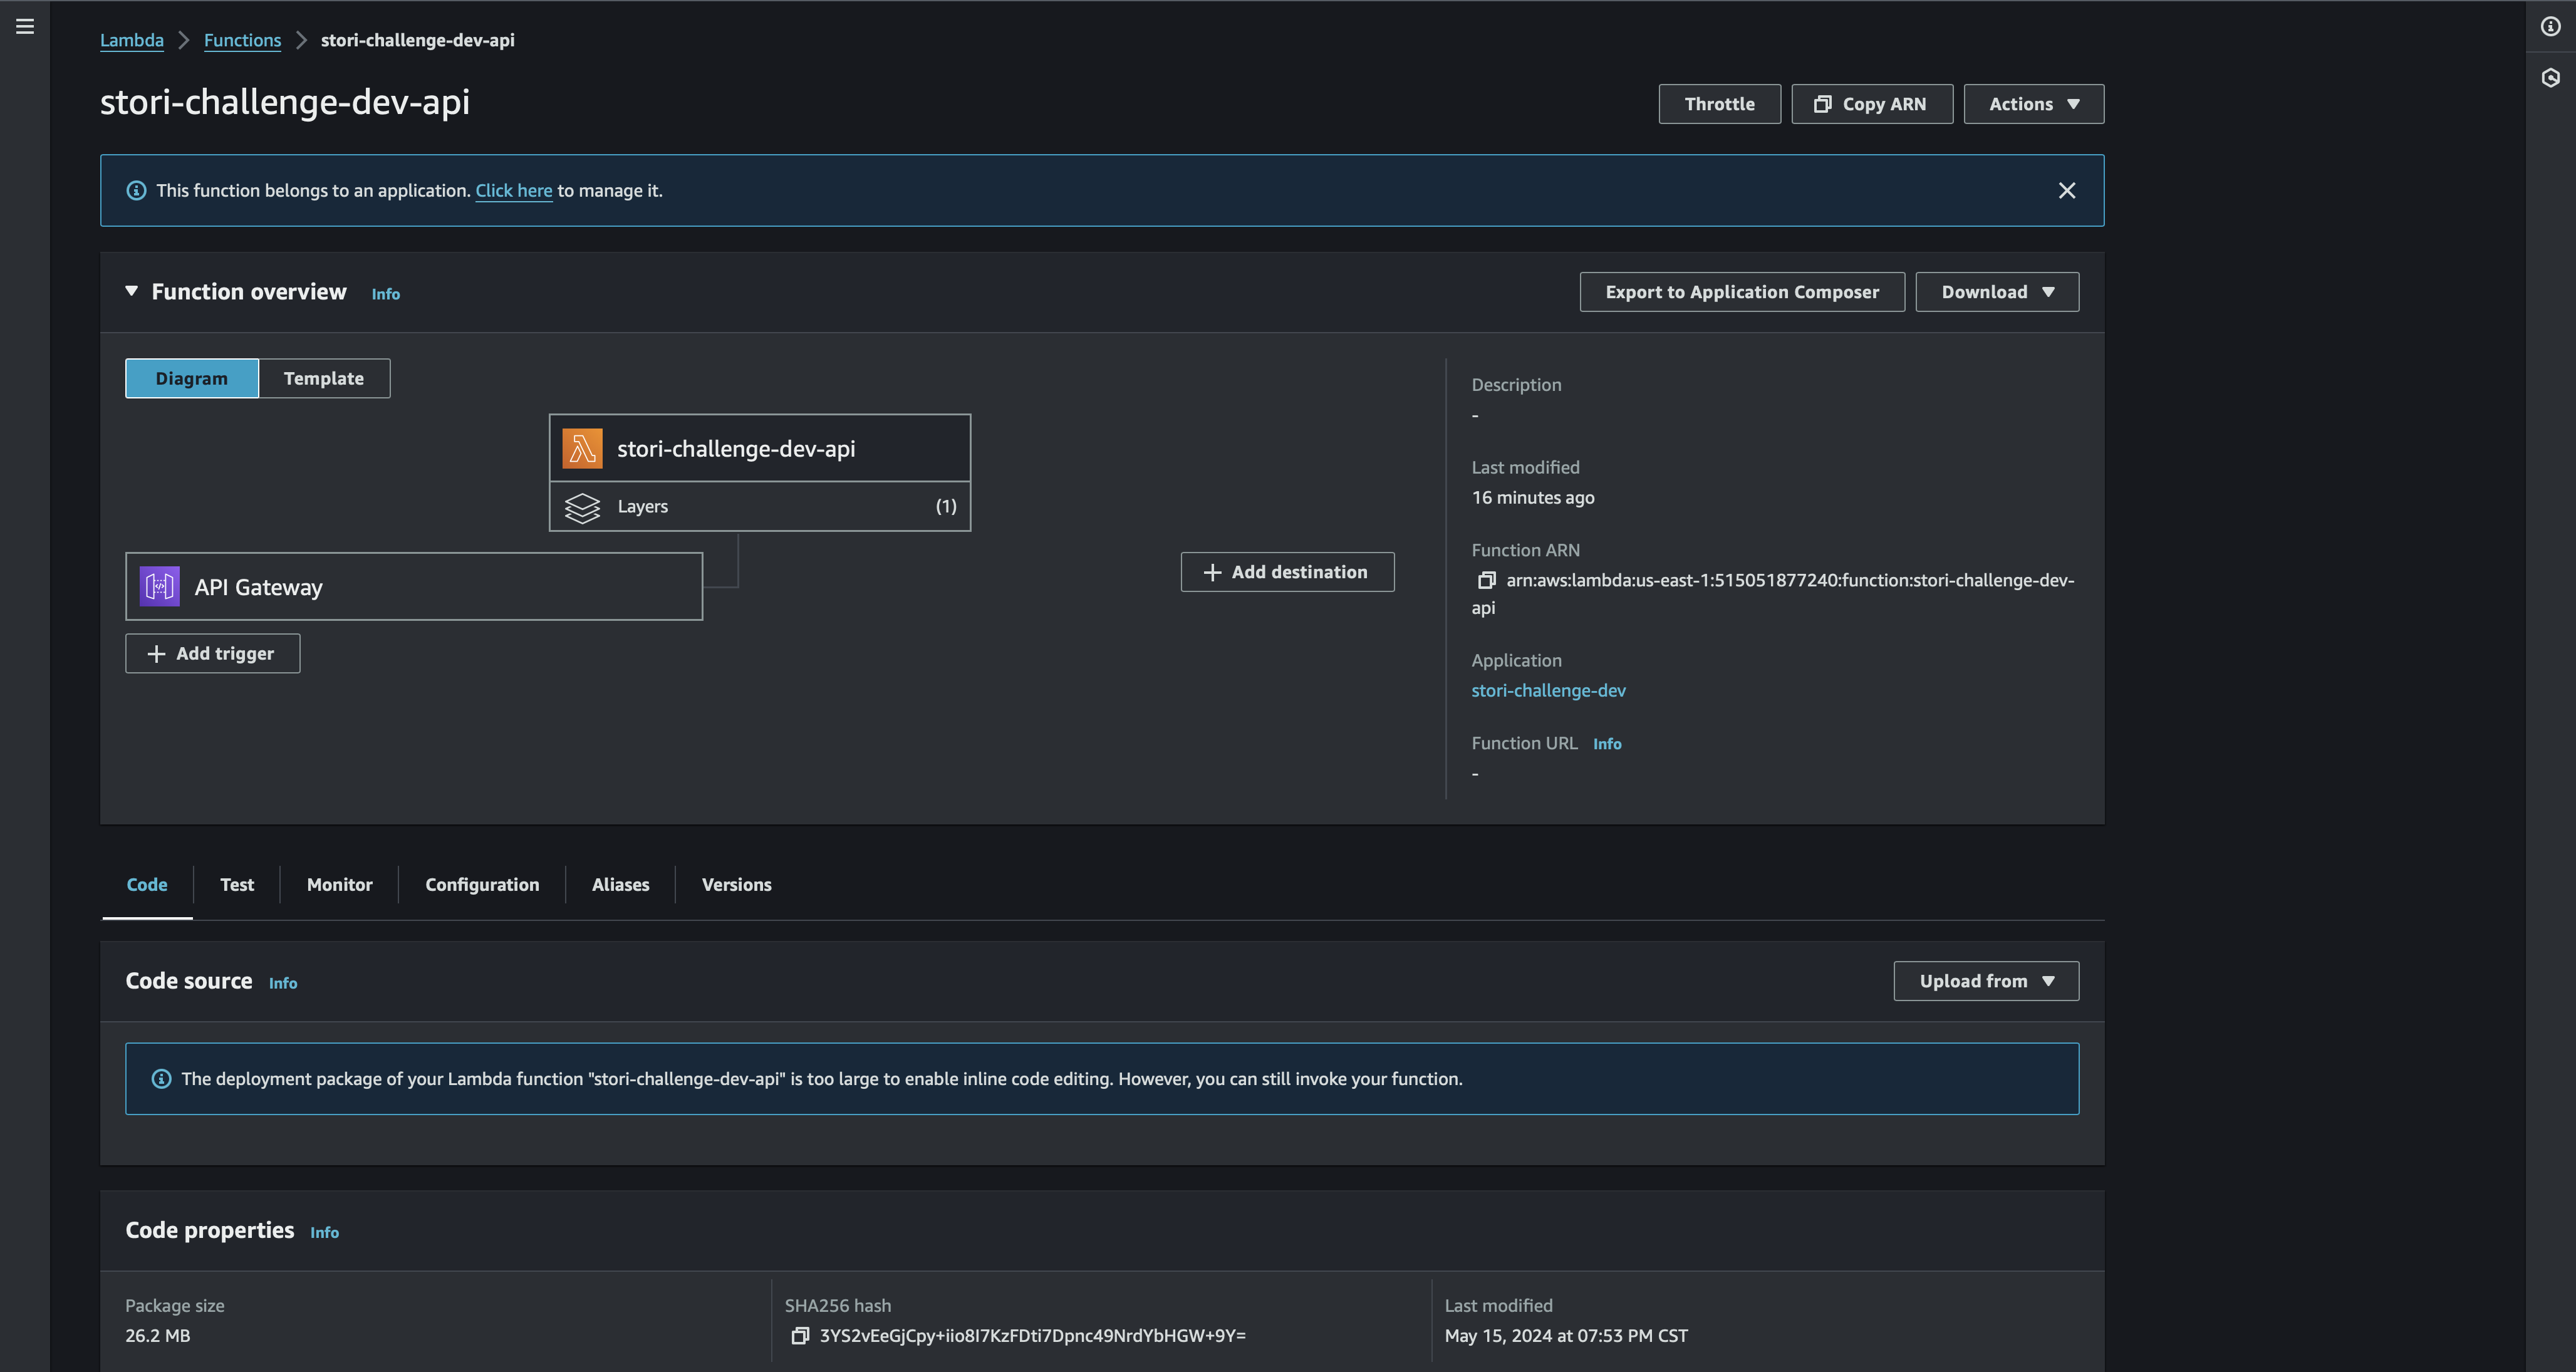 Lambda > Functions > stori-challenge-dev-api
stori-challenge-dev-api
Throttle
Copy ARN
Actions
This function belongs to an application. Click here to manage it.
Function overview Info
Export to Application Composer
Download
Diagram
Template
stori-challenge-dev-api
Layers (1)
API Gateway
Add trigger
Add destination
Description
-
Last modified
16 minutes ago
Function ARN
arn:aws:lambda:us-east-1:515051877240:function:stori-challenge-dev-
api
Application
stori-challenge-dev
Function URL Info
-
Code
Test
Monitor
Configuration
Aliases
Versions
Code source Info
Upload from
The deployment package of your Lambda function "stori-challenge-dev-api" is too large to enable inline code editing. However, you can still invoke your function.
Code properties Info
Package size
26.2 MB
SHA256 hash
3YS2vEeGjCpy+iio8I7KzFDti7Dpnc49NrdYbHGW+9Y=
Last modified
May 15, 2024 at 07:53 PM CST